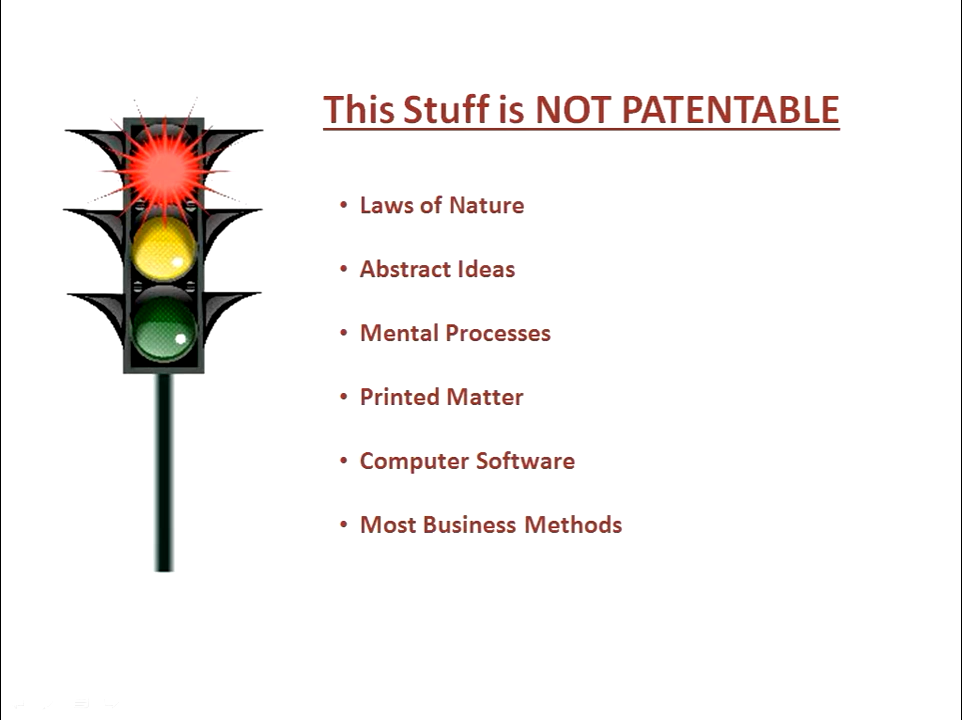 This Stuff is NOT PATENTABLE
• Laws of Nature
• Abstract Ideas
• Mental Processes
• Printed Matter
• Computer Software
• Most Business Methods